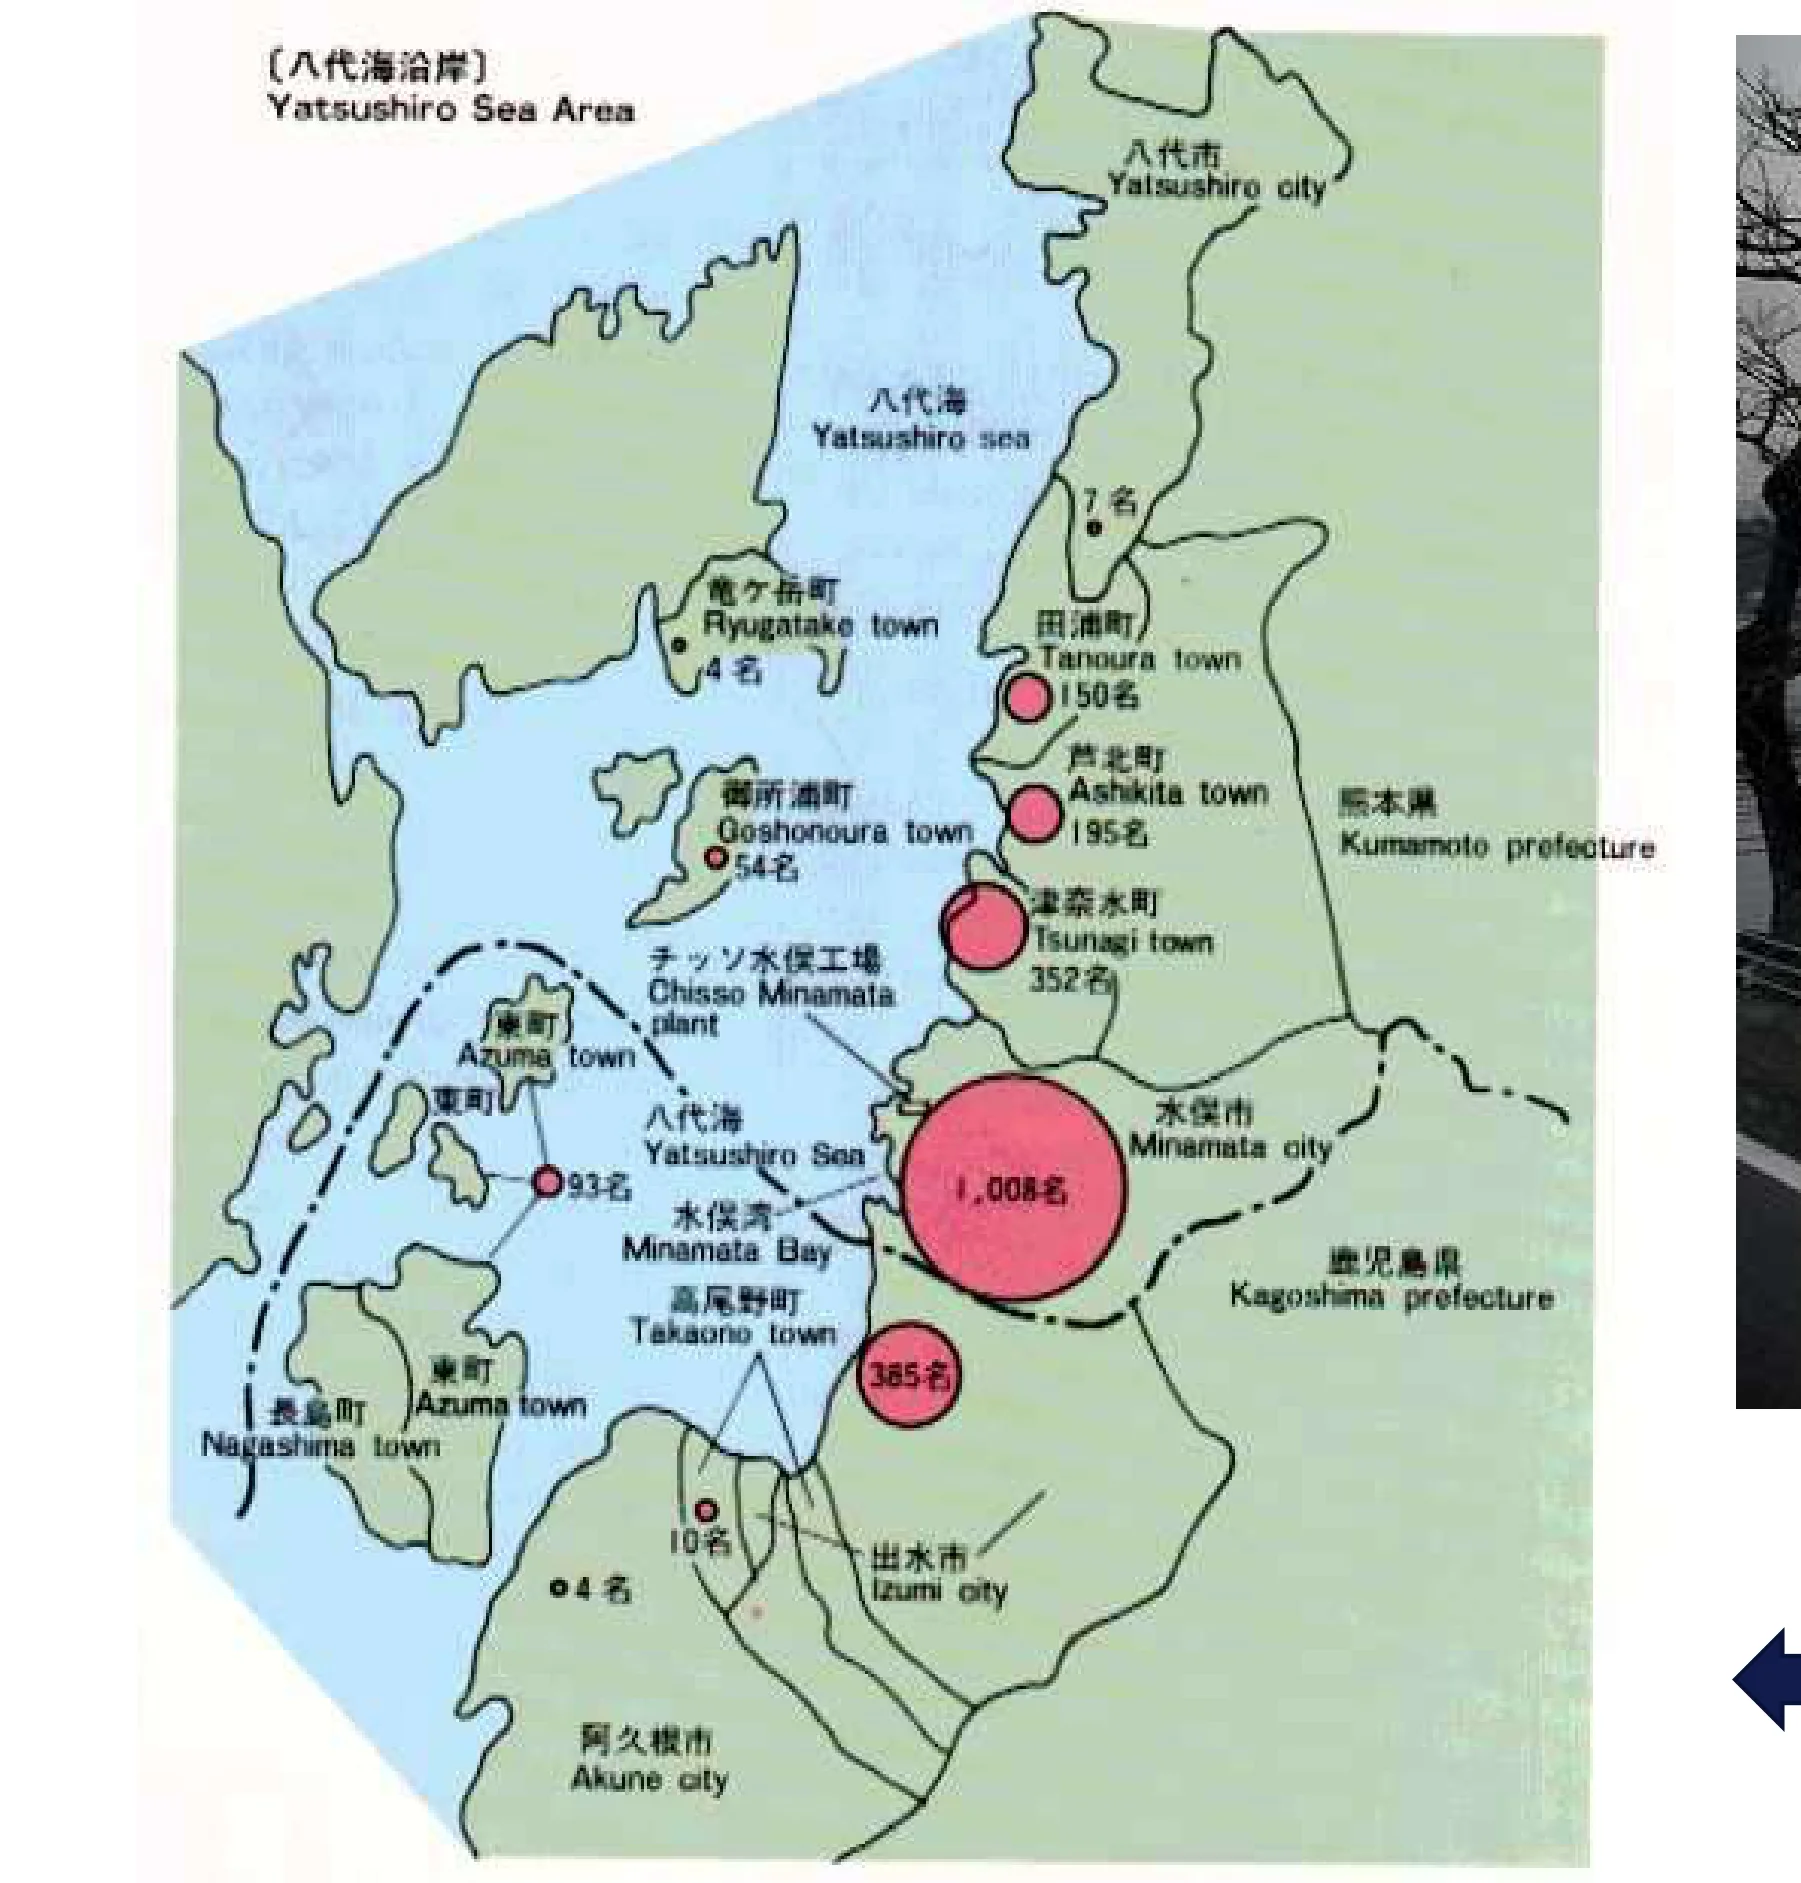 〔八代海沿岸〕
Yatsushiro Sea Area
八代市
Yatsushiro city
八代海
Yatsushiro sea
7名
竜ケ岳町
Ryugatake town
4名
田浦町
Tanoura town
150名
芦北町
Ashikita town
195名
御所浦町
Goshonoura town
54名
熊本県
Kumamoto prefecture
津奈木町
Tsunagi town
352名
チッソ水俣工場
Chisso Minamata
plant
東町
Azuma town
東町
93名
八代海
Yatsushiro Sea
水俣市
Minamata city
1,008名
水俣湾
Minamata Bay
鹿児島県
Kagoshima prefecture
高尾野町
Takaono town
385名
東町
Azuma town
長島町
Nagashima town
10名
4名
出水市
Izumi city
阿久根市
Akune city